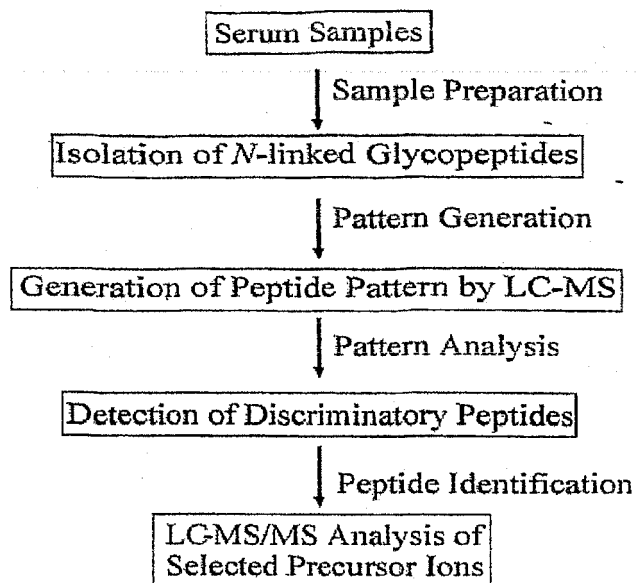 Serum Samples
Sample Preparation
Isolation of N-linked Glycopeptides
Pattern Generation
Generation of Peptide Pattern by LC-MS
Pattern Analysis
Detection of Discriminatory Peptides
Peptide Identification
LC-MS/MS Analysis of
Selected Precursor Ions